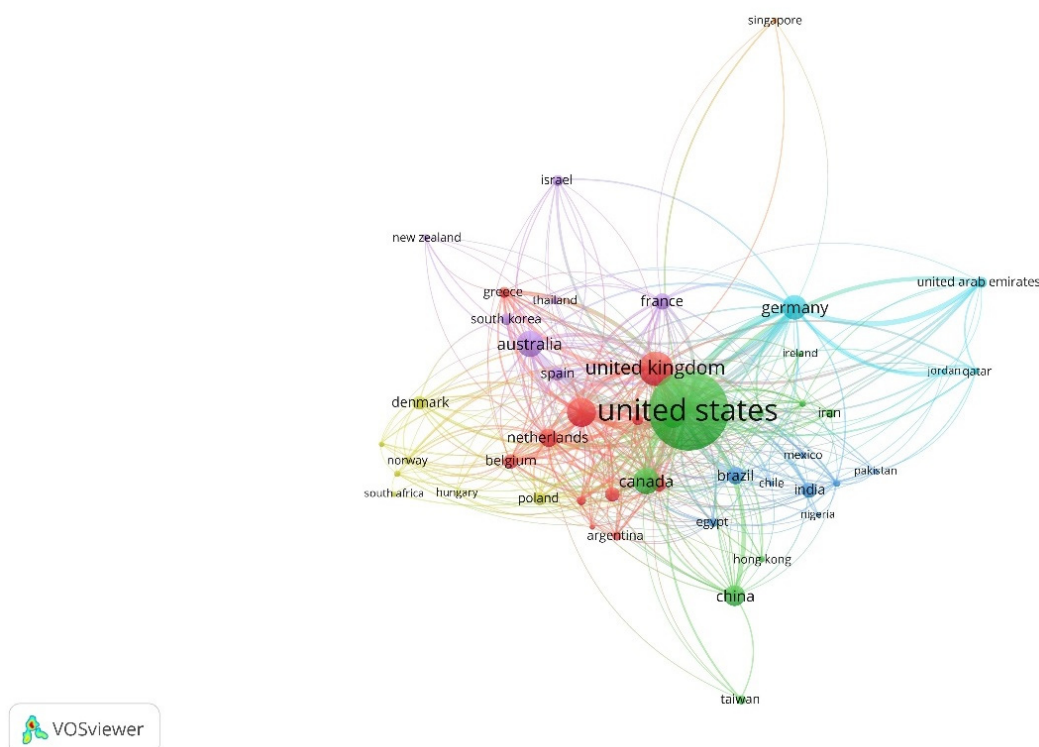 singapore
israel
new zealand
united arab emirates
greece
thailand
france
germany
south korea
australia
ireland
united kingdom
spain
jordan
qatar
denmark
united states
iran
netherlands
mexico
norway
belgium
pakistan
canada
brazil
chile
india
south africa
hungary
poland
nigeria
egypt
argentina
hong kong
china
taiwan
VOSviewer